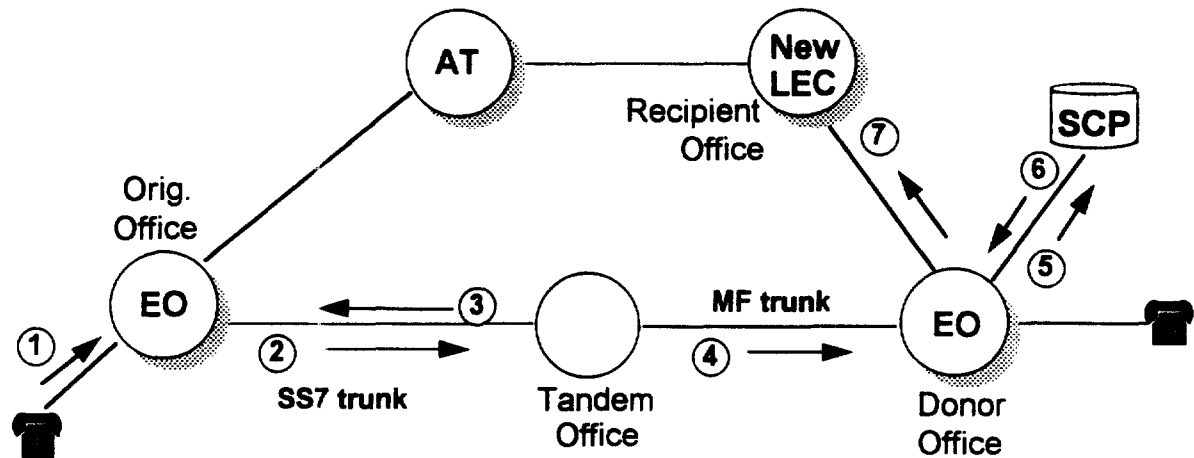 AT
New
LEC
Recipient
Office
7
SCP
6
5
Orig.
Office
EO
1
2
3
SS7 trunk
Tandem
Office
MF trunk
4
EO
Donor
Office